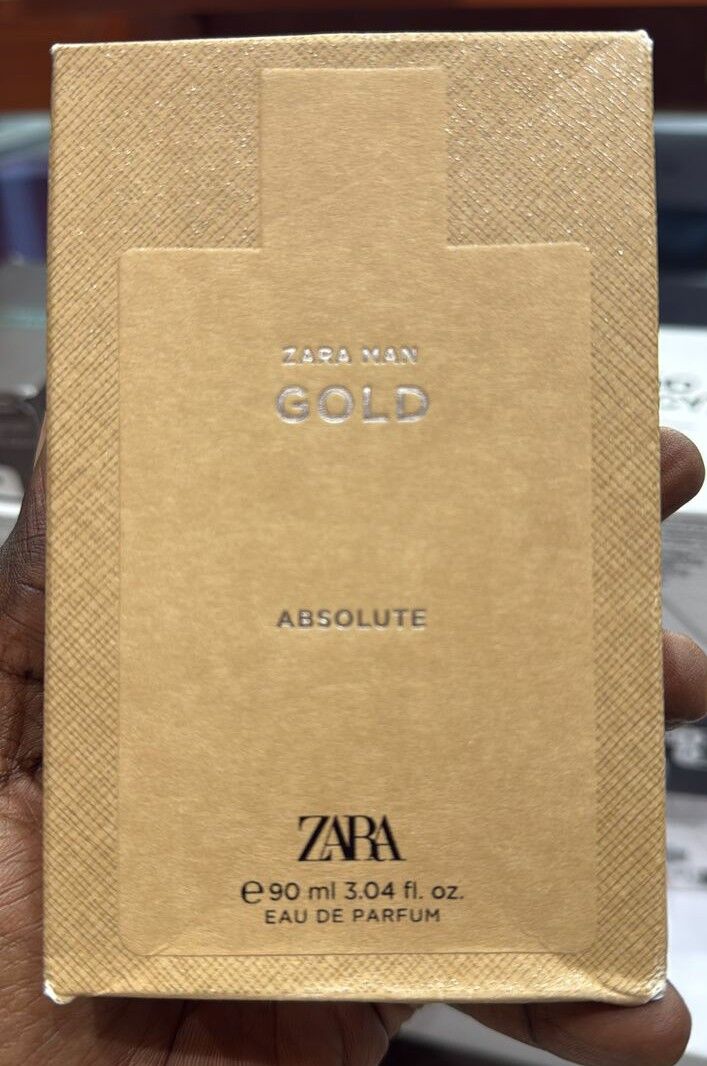 ZARA MAN
GOLD
ABSOLUTE
ZARA
℮90 ml 3.04 fl. oz.
EAU DE PARFUM